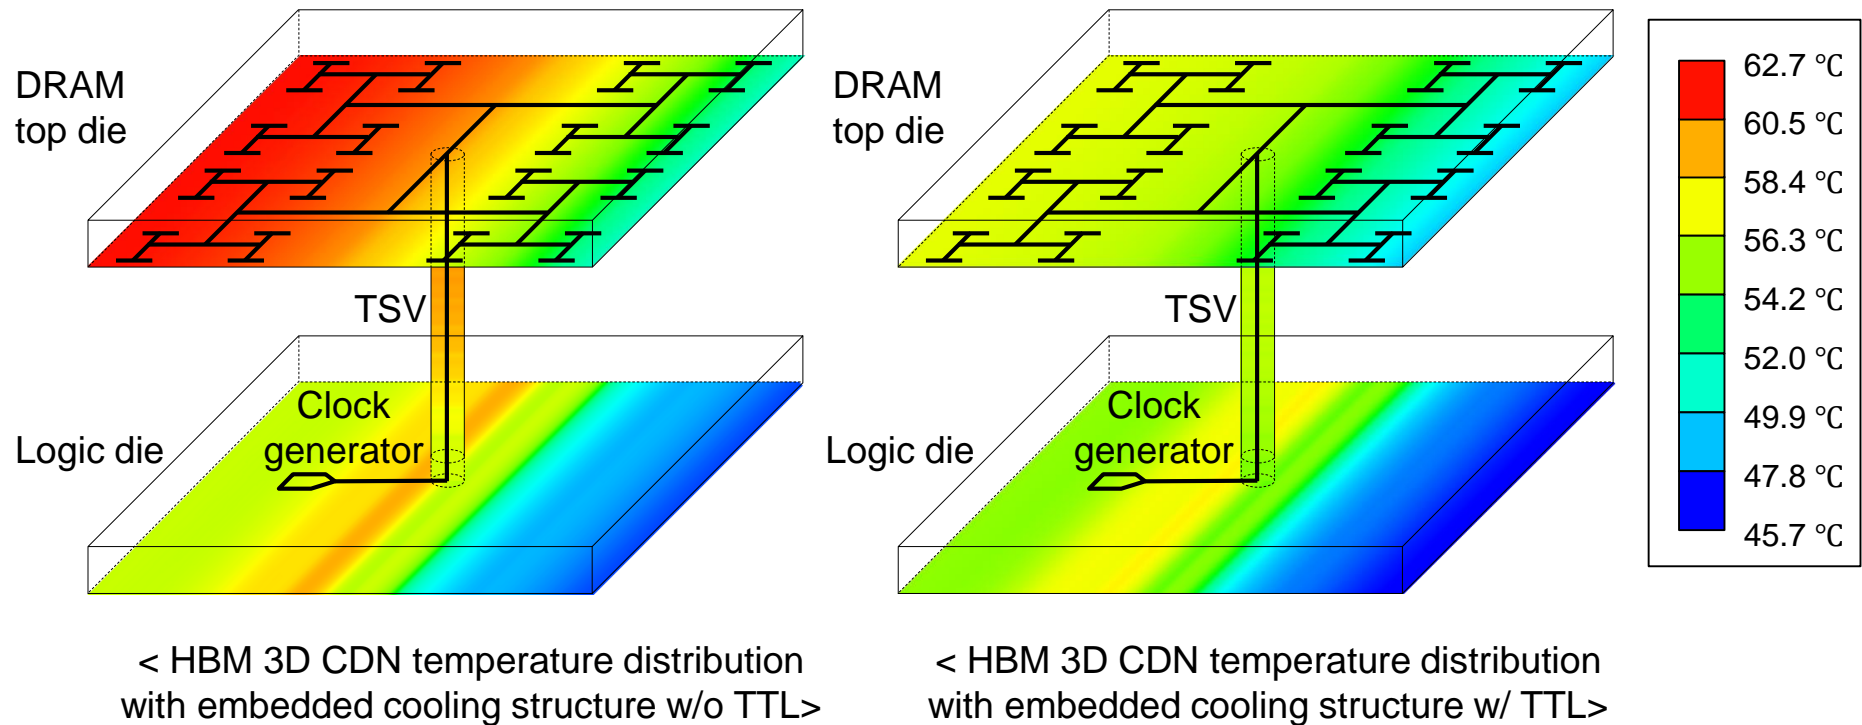 DRAM
top die
TSV
Clock
generator
Logic die
< HBM 3D CDN temperature distribution
with embedded cooling structure w/o TTL>
DRAM
top die
TSV
Clock
generator
Logic die
< HBM 3D CDN temperature distribution
with embedded cooling structure w/ TTL>
62.7 ℃
60.5 ℃
58.4 ℃
56.3 ℃
54.2 ℃
52.0 ℃
49.9 ℃
47.8 ℃
45.7 ℃